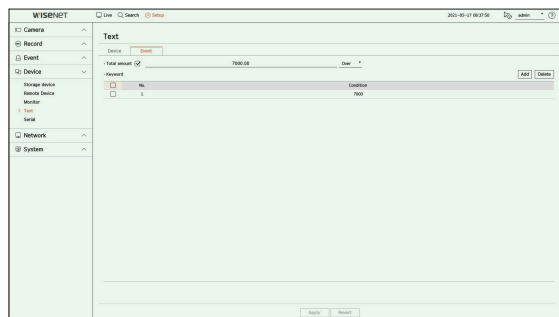 WISENET Live Search Setup 2021-05-17 08:37:50 admin
Camera
Record
Event
Device
Storage device
Remote Device
Monitor
Text
Serial
Network
System
Text
Device Event
Total amount 7000.00 Over
Keyword Add Delete
No. Condition
1 7000
Apply Revert